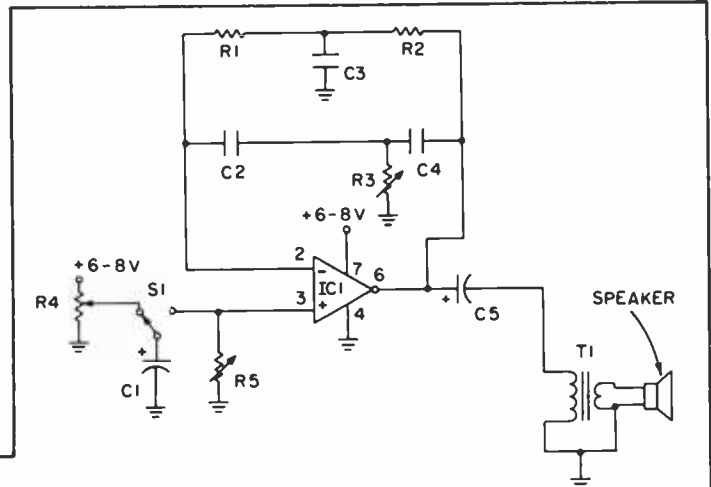 R1
R2
C3
C2
C4
R3
+6-8V
2
7
6
IC1
-
3
+
4
+6-8V
S1
R4
+
C1
R5
+
C5
SPEAKER
T1